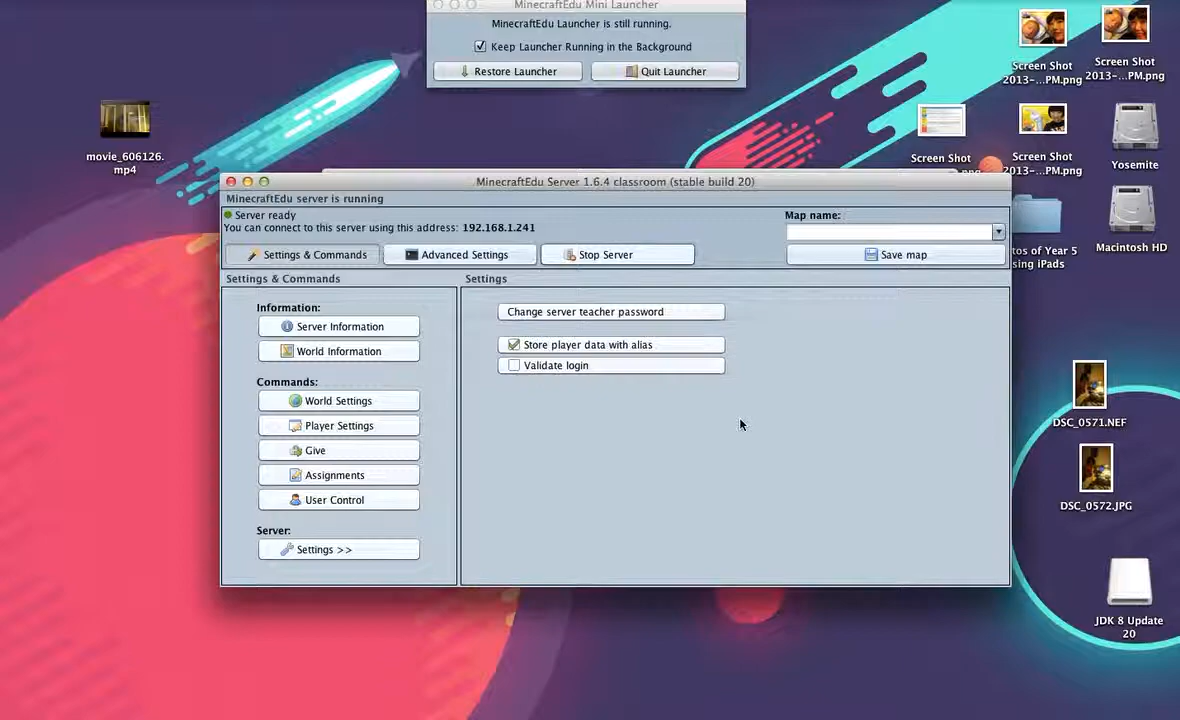 MinecraftEdu Mini Launcher
MinecraftEdu Launcher is still running.
Keep Launcher Running in the Background
Restore Launcher
Quit Launcher
movie_606126.
mp4
Screen Shot
2013-...PM.png
Screen Shot
2013-...PM.png
Screen Shot
Screen Shot
2013-...PM.png
Yosemite
Macintosh HD
tos of Year 5
sing iPads
DSC_0571.NEF
DSC_0572.JPG
JDK 8 Update
20
MinecraftEdu Server 1.6.4 classroom (stable build 20)
MinecraftEdu server is running
Server ready
You can connect to this server using this address: 192.168.1.241
Map name:
Settings & Commands
Advanced Settings
Stop Server
Save map
Settings & Commands
Settings
Information:
Server Information
World Information
Commands:
World Settings
Player Settings
Give
Assignments
User Control
Server:
Settings >>
Change server teacher password
Store player data with alias
Validate login